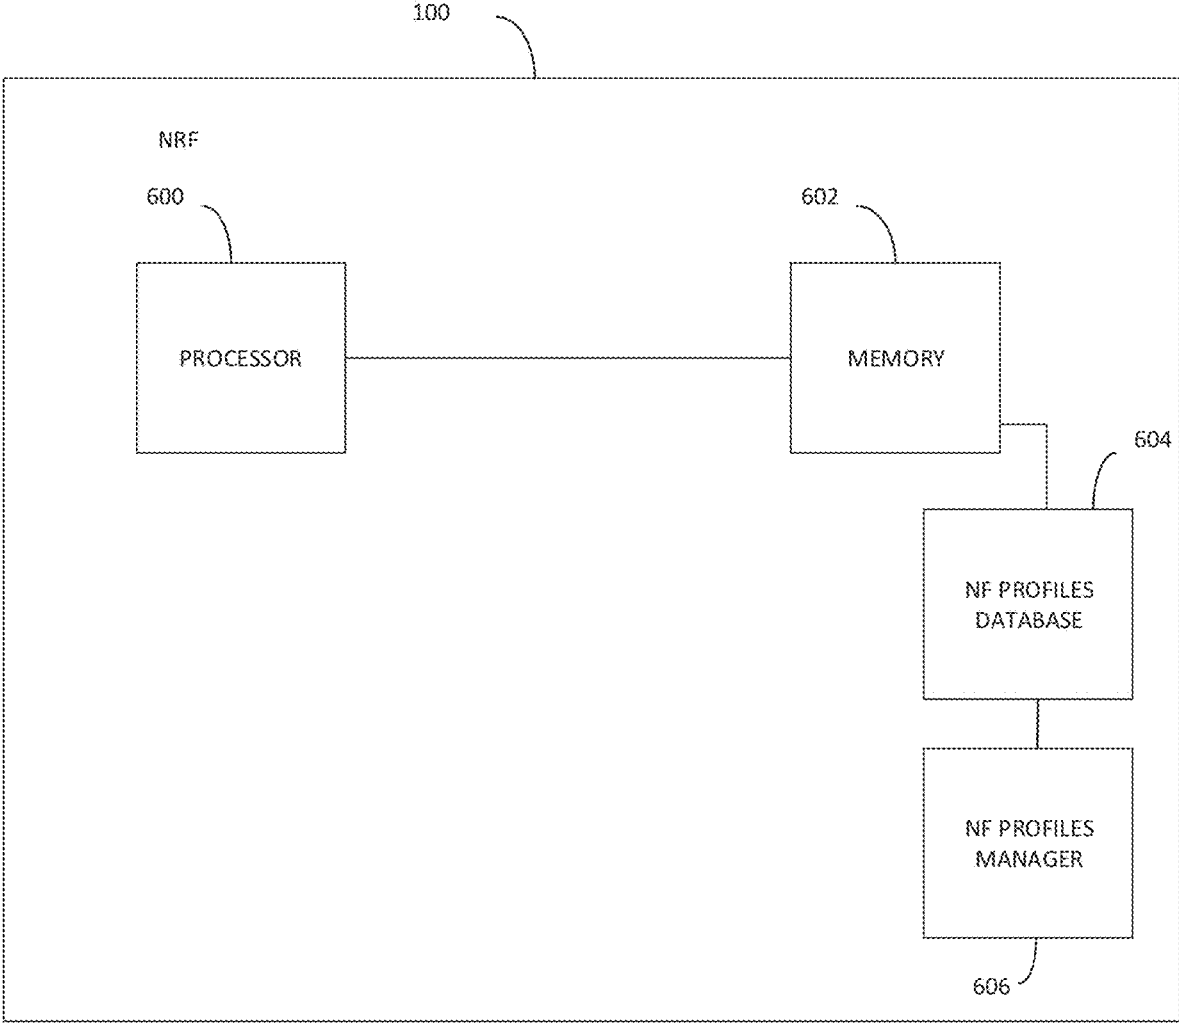 100
NRF
600
602
PROCESSOR
MEMORY
604
NF PROFILES
DATABASE
NF PROFILES
MANAGER
606